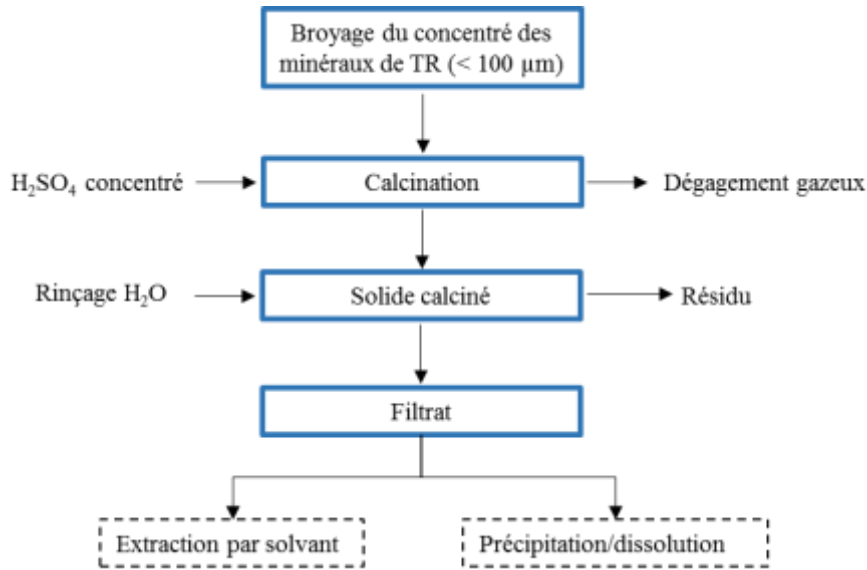 Broyage du concentré des
minéraux de TR (< 100 µm)
H₂SO₄ concentré
Calcination
Dégagement gazeux
Rinçage H₂O
Solide calciné
Résidu
Filtrat
Extraction par solvant
Précipitation/dissolution